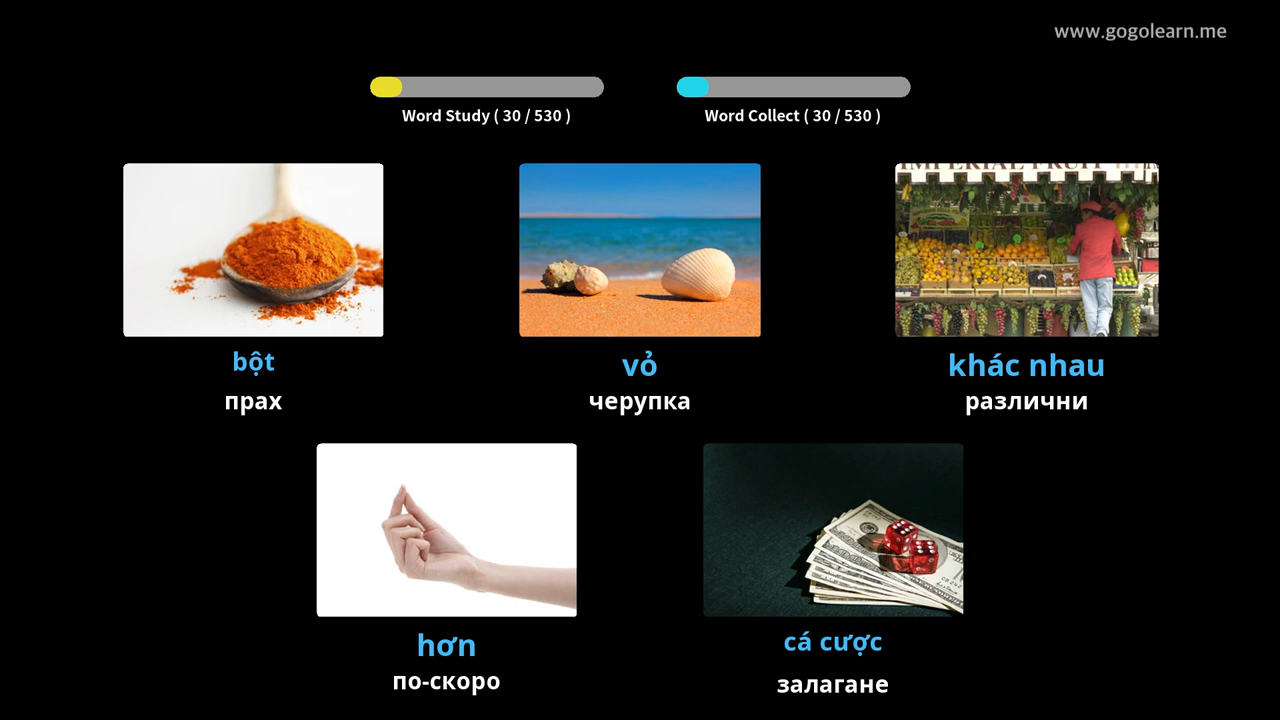 www.gogolearn.me
Word Study ( 30 / 530 )
Word Collect ( 30 / 530 )
bột
прах
vỏ
черупка
khác nhau
различни
hơn
по-скоро
cá cược
залагане